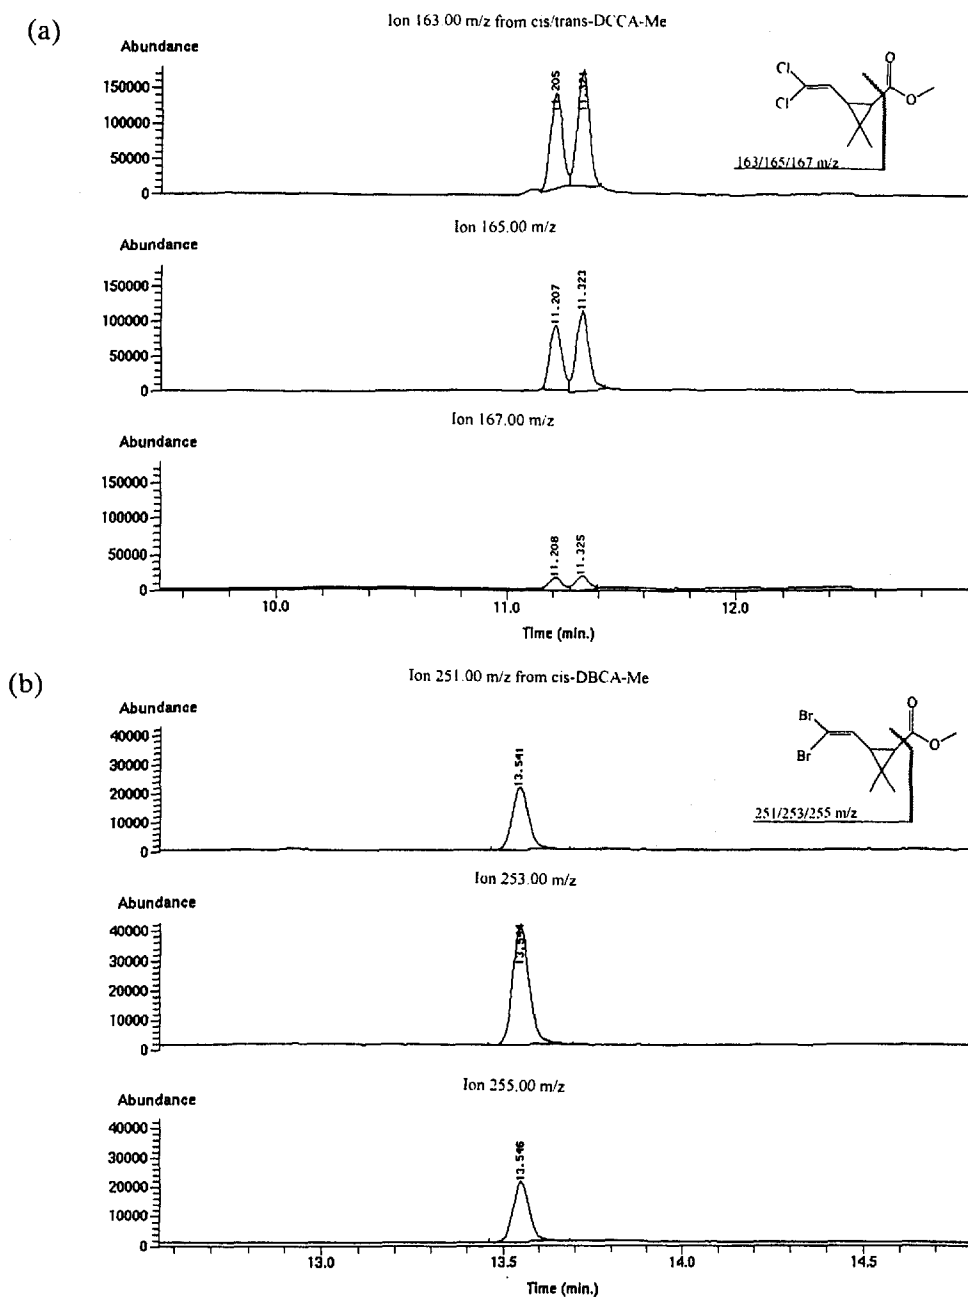 (a)
Ion 163.00 m/z from cis/trans-DCCA-Me
Abundance
150000
100000
50000
0
11.205
Cl
Cl
O
O
163/165/167 m/z
Ion 165.00 m/z
Abundance
150000
100000
50000
0
11.207
11.323
Ion 167.00 m/z
Abundance
150000
100000
50000
0
11.208
11.325
10.0
11.0
12.0
Time (min.)
(b)
Ion 251.00 m/z from cis-DBCA-Me
Abundance
40000
30000
20000
10000
0
13.541
Br
Br
O
O
251/253/255 m/z
Ion 253.00 m/z
Abundance
40000
30000
20000
10000
0
Ion 255.00 m/z
Abundance
40000
30000
20000
10000
0
13.546
13.0
13.5
14.0
14.5
Time (min.)